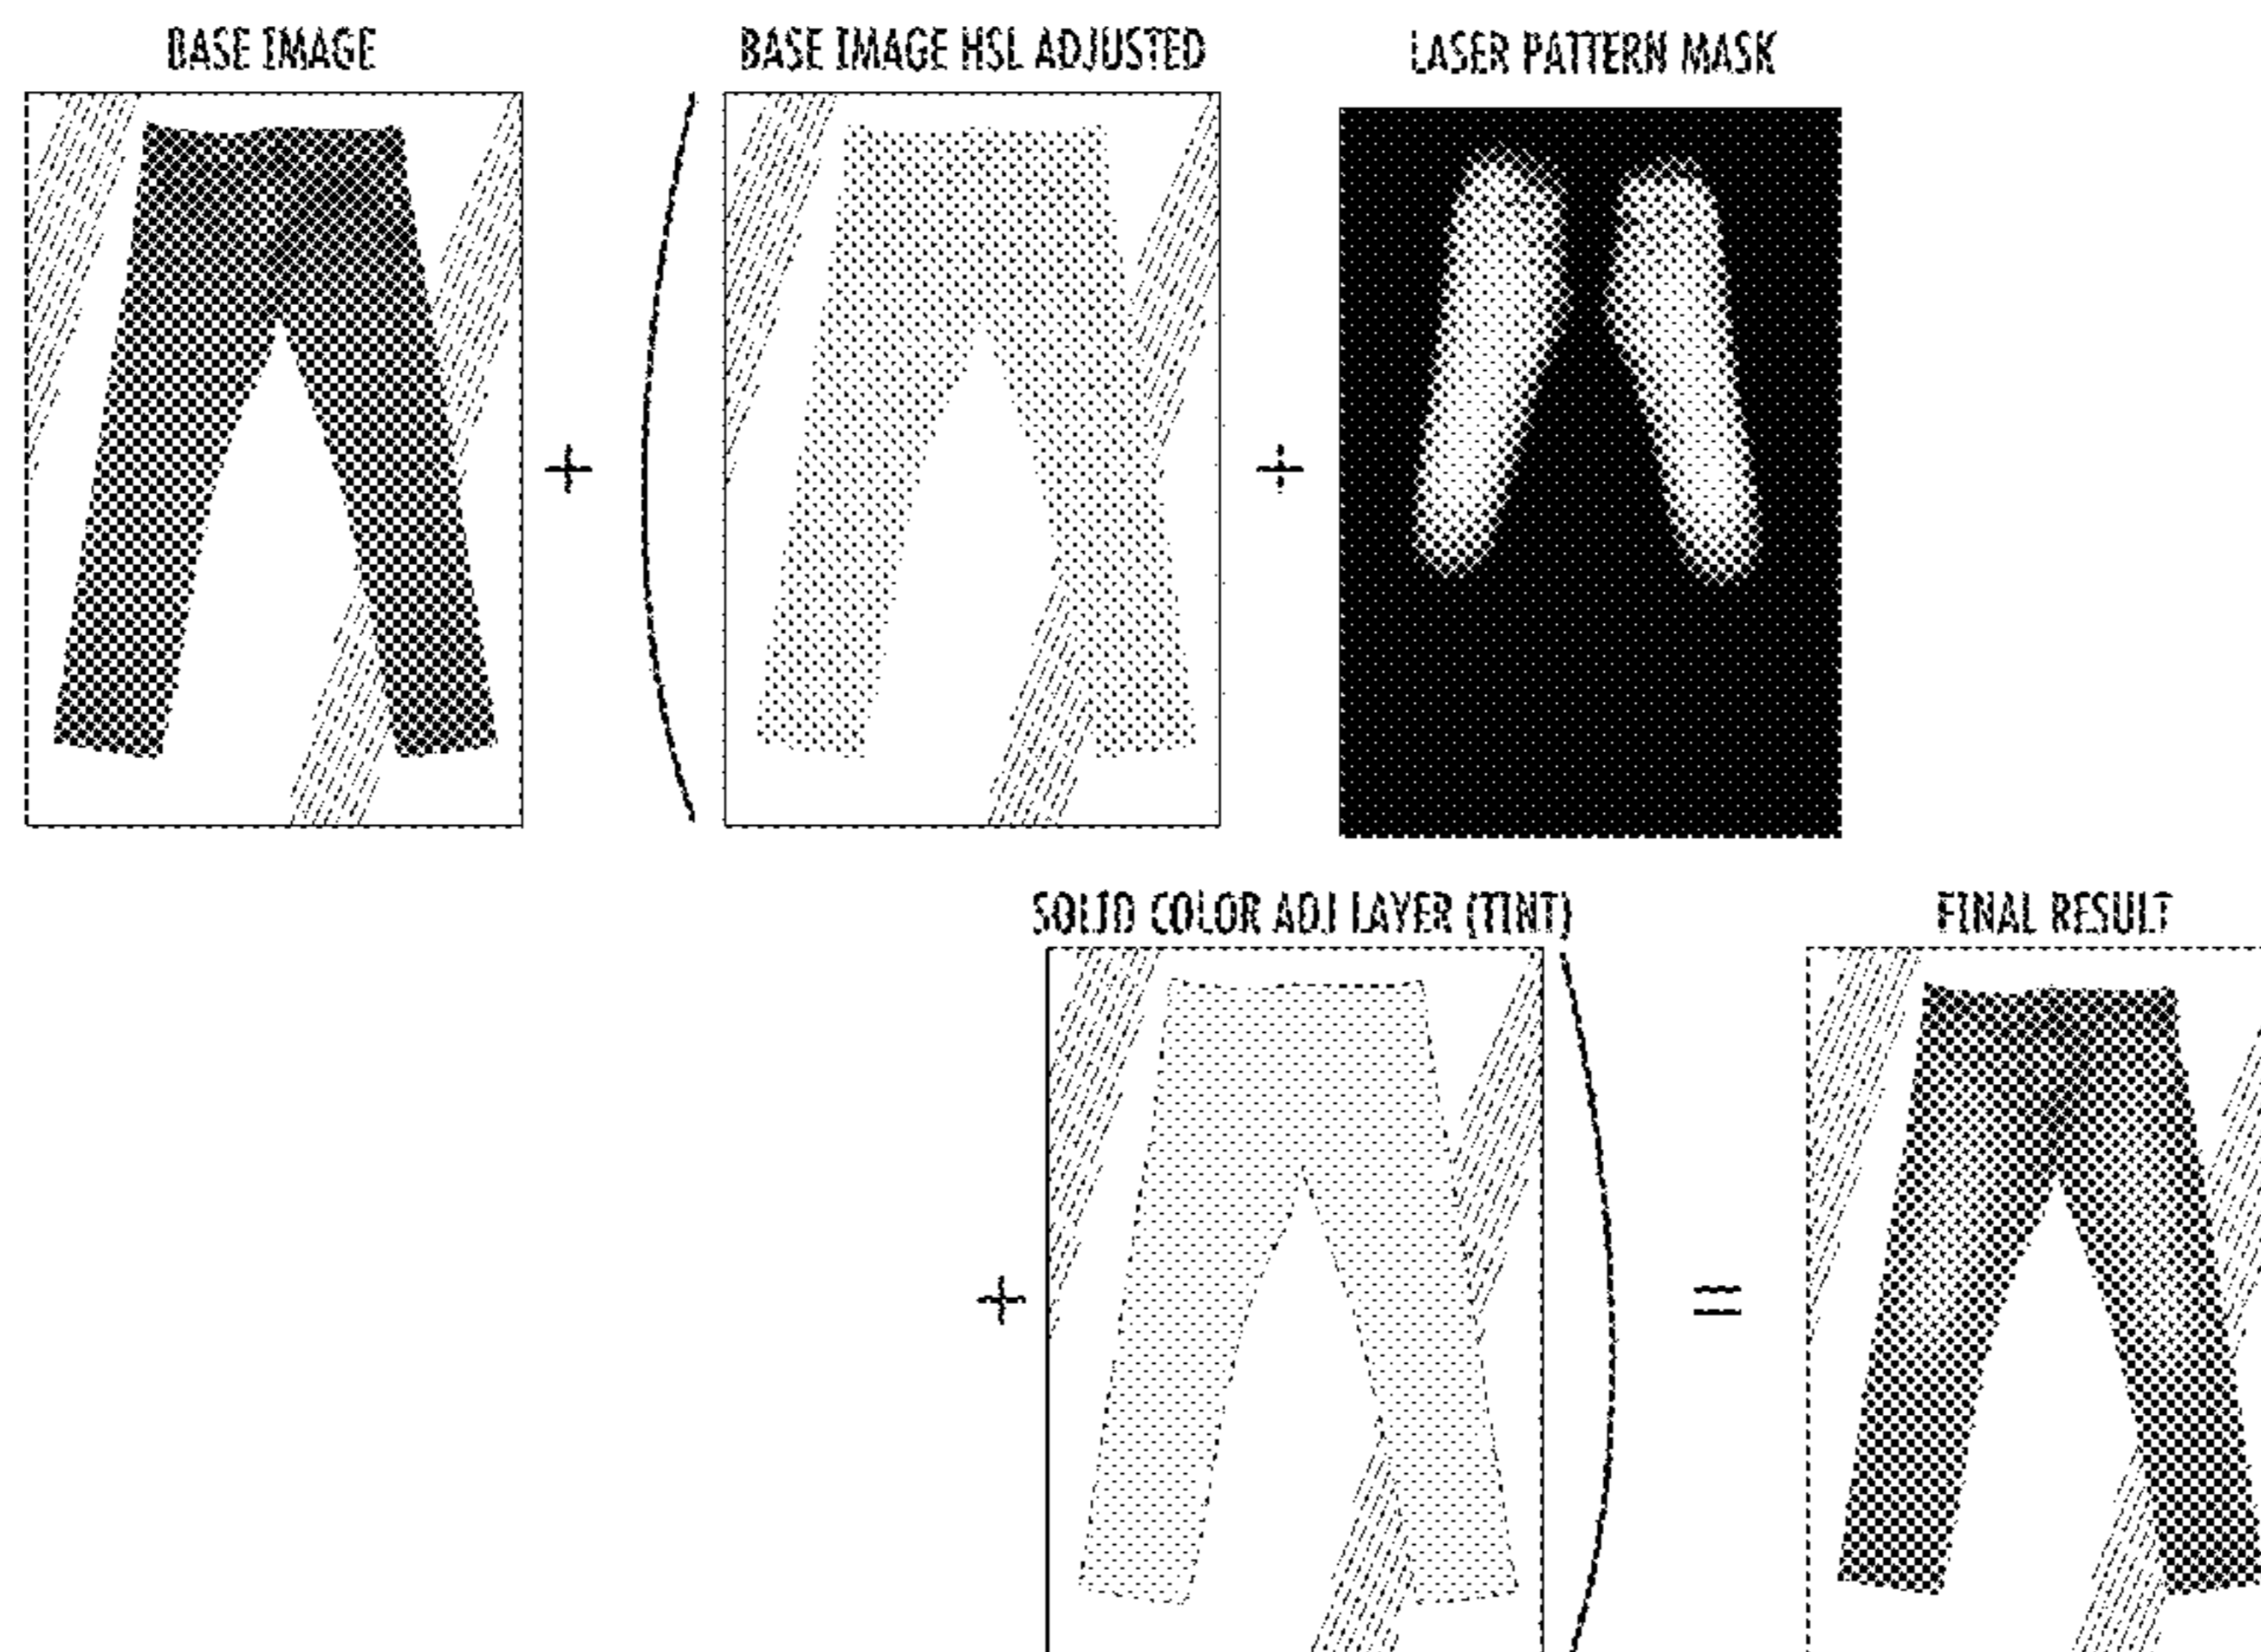 BASE IMAGE
BASE IMAGE HSL ADJUSTED
LASER PATTERN MASK
+
(
+
SOLID COLOR ADJ LAYER (TINT)
FINAL RESULT
+
)
=